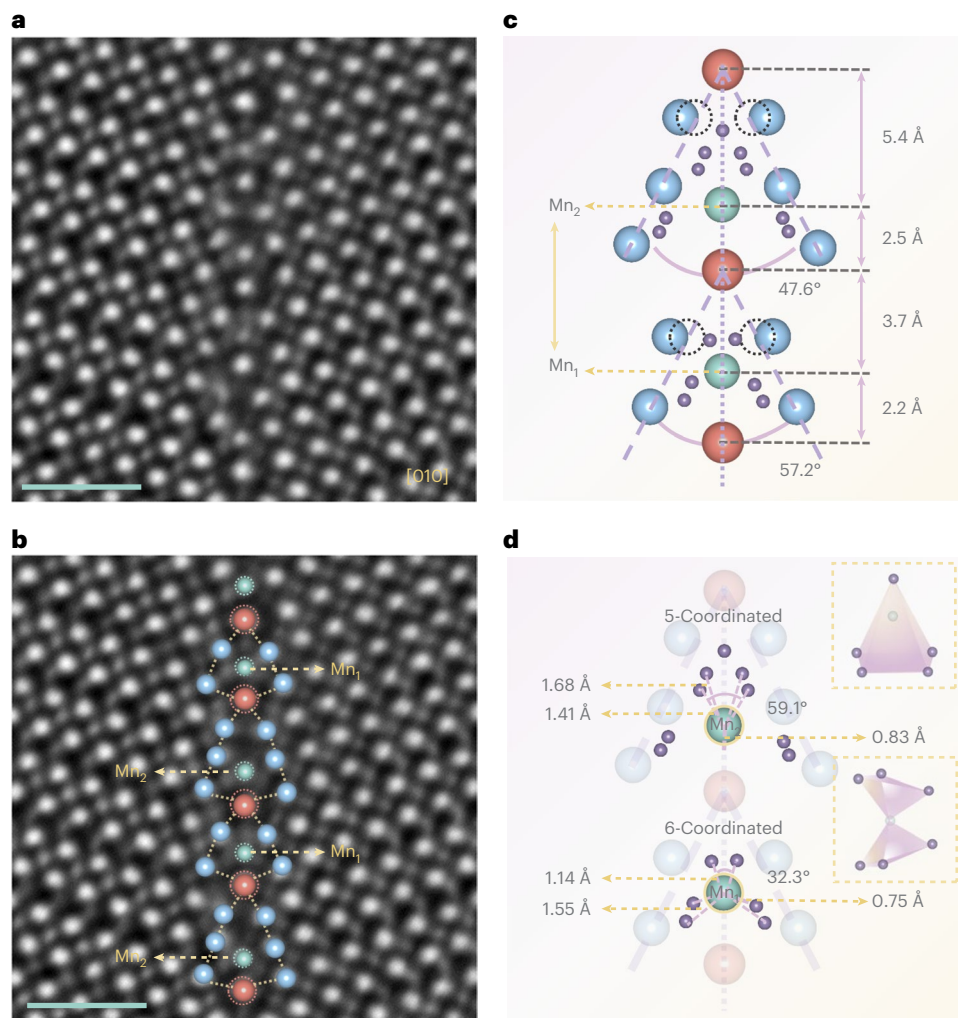 a
[010]
b
Mn₁
Mn₂
Mn₁
Mn₂
c
5.4 Å
Mn₂
2.5 Å
47.6°
3.7 Å
Mn₁
2.2 Å
57.2°
d
5-Coordinated
1.68 Å
59.1°
1.41 Å
Mn
0.83 Å
6-Coordinated
1.14 Å
32.3°
Mn
1.55 Å
0.75 Å